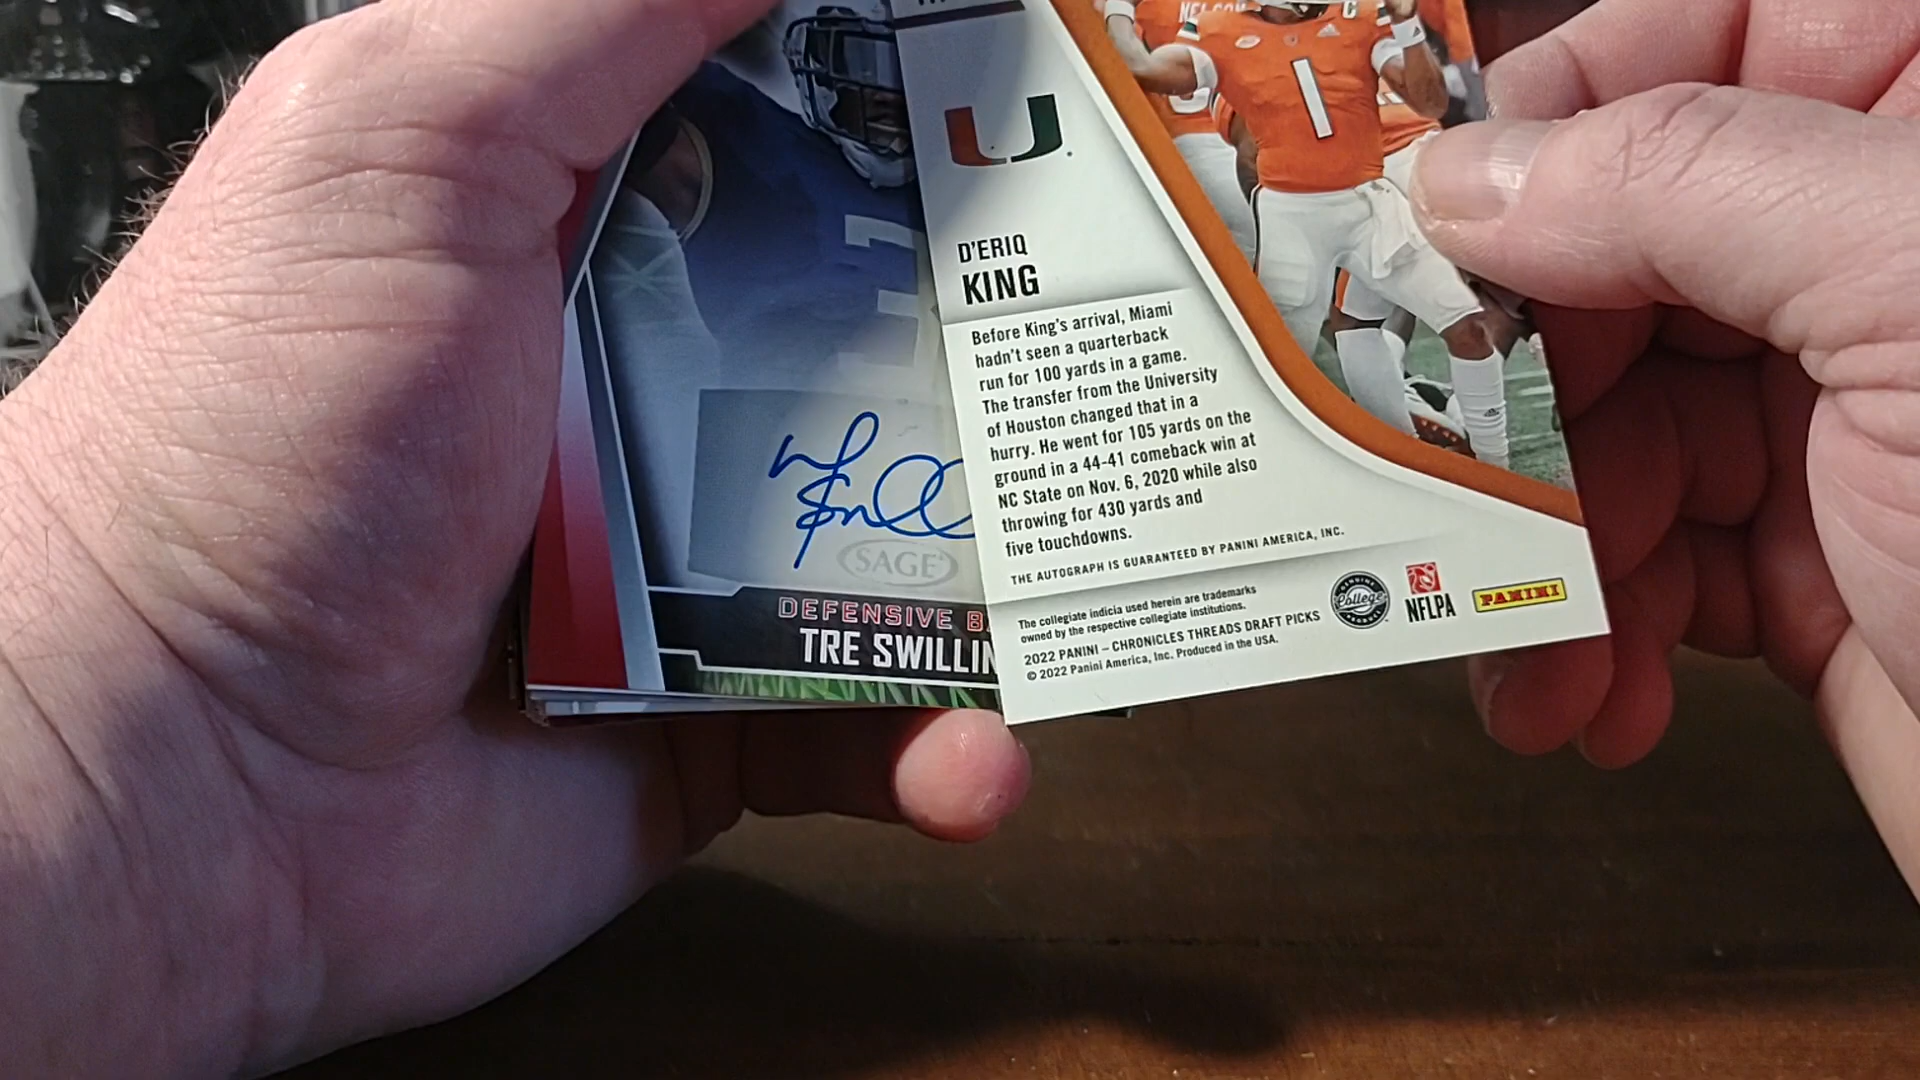 NELSON
C
1
D'ERIQ
KING
Before King's arrival, Miami
hadn't seen a quarterback
run for 100 yards in a game.
The transfer from the University
of Houston changed that in a
hurry. He went for 105 yards on the
ground in a 44-41 comeback win at
NC State on Nov. 6, 2020 while also
throwing for 430 yards and
five touchdowns.
THE AUTOGRAPH IS GUARANTEED BY PANINI AMERICA, INC.
The collegiate indicia used herein are trademarks
owned by the respective collegiate institutions.
2022 PANINI – CHRONICLES THREADS DRAFT PICKS
© 2022 Panini America, Inc. Produced in the USA.
College
NFLPA
PANINI
SAGE
DEFENSIVE B
TRE SWILLIN